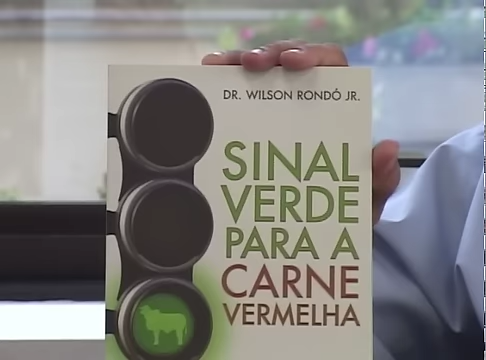 DR. WILSON RONDÓ JR.
SINAL
VERDE
PARA A
CARNE
VERMELHA